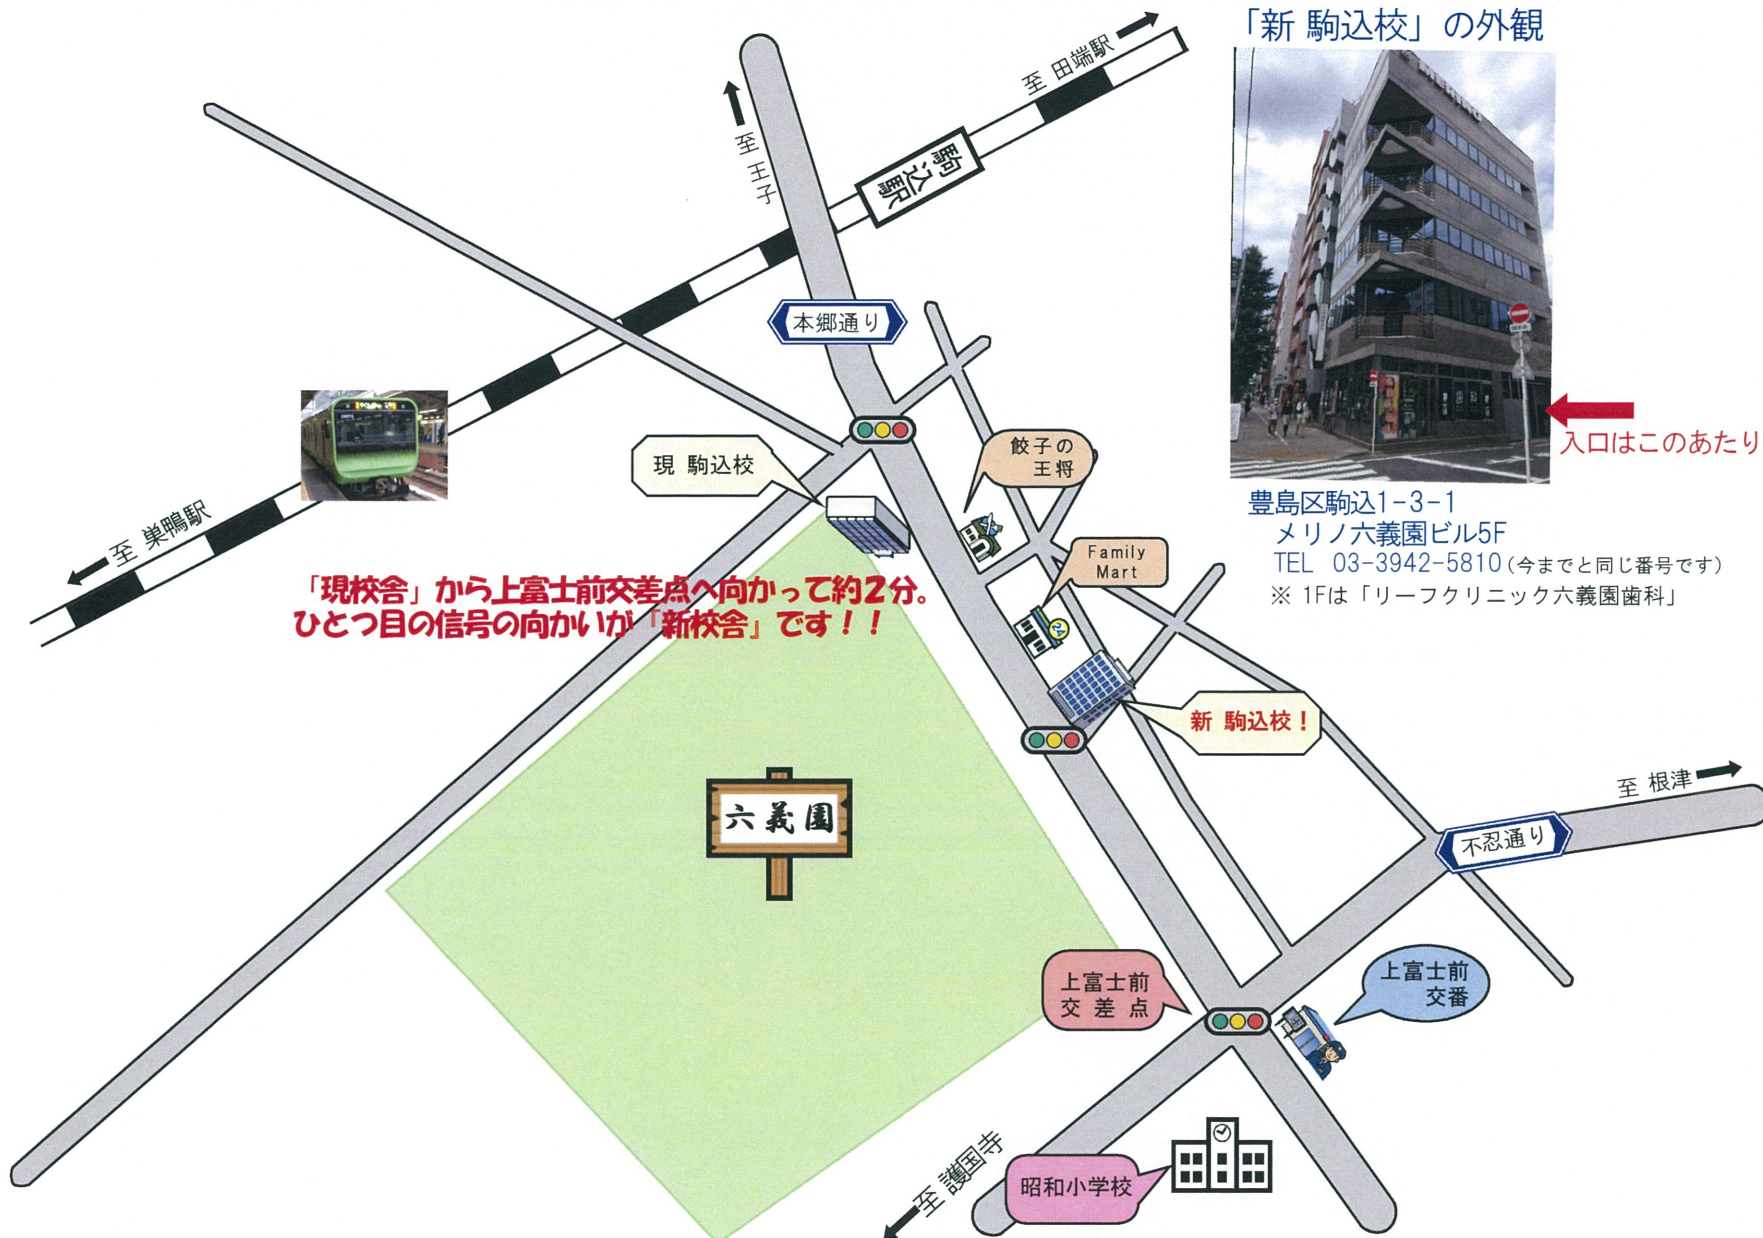 「新 駒込校」の外観
至 田端駅
至 王子
駒込駅
本郷通り
入口はこのあたり
現 駒込校
餃子の
王将
豊島区駒込1-3-1
メリノ六義園ビル5F
TEL 03-3942-5810(今までと同じ番号です)
※ 1Fは「リーフクリニック六義園歯科」
至 巣鴨駅
Family
Mart
24
「現校舎」から上富士前交差点へ向かって約2分。
ひとつ目の信号の向かいが「新校舎」です！！
新 駒込校！
六義園
至 根津
不忍通り
上富士前
交差点
上富士前
交番
至 護国寺
昭和小学校